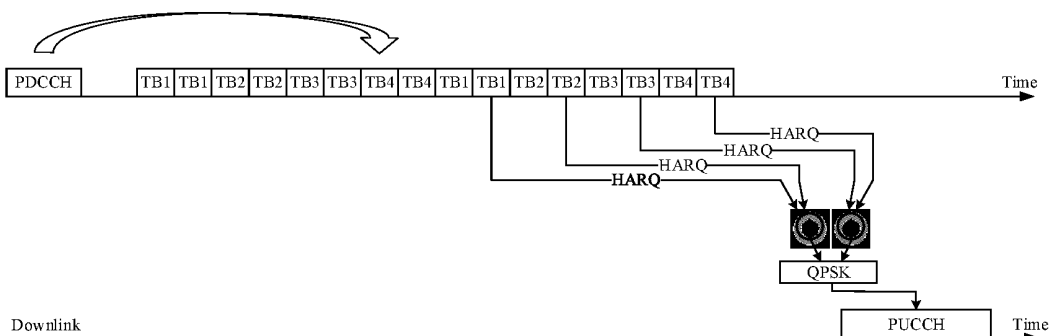 PDCCH TB1 TB1 TB2 TB2 TB3 TB3 TB4 TB4 TB1 TB1 TB2 TB2 TB3 TB3 TB4 TB4 Time
HARQ
HARQ
HARQ
HARQ
QPSK
Downlink PUCCH Time